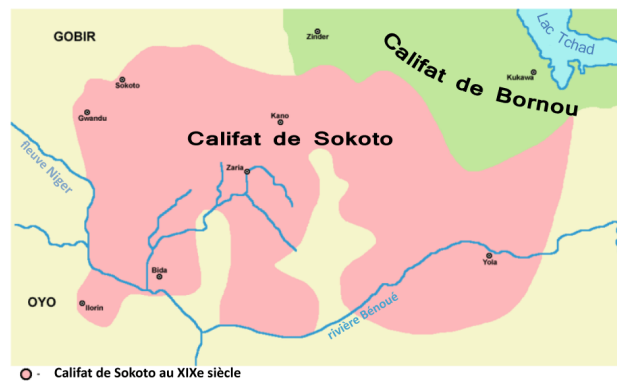 GOBIR
Zinder
Califat de Bornou
Lac Tchad
Kukawa
Sokoto
Gwandu
Kano
Califat de Sokoto
fleuve Niger
Zaria
Bida
Yola
OYO
Ilorin
rivière Bénoué
- Califat de Sokoto au XIXe siècle